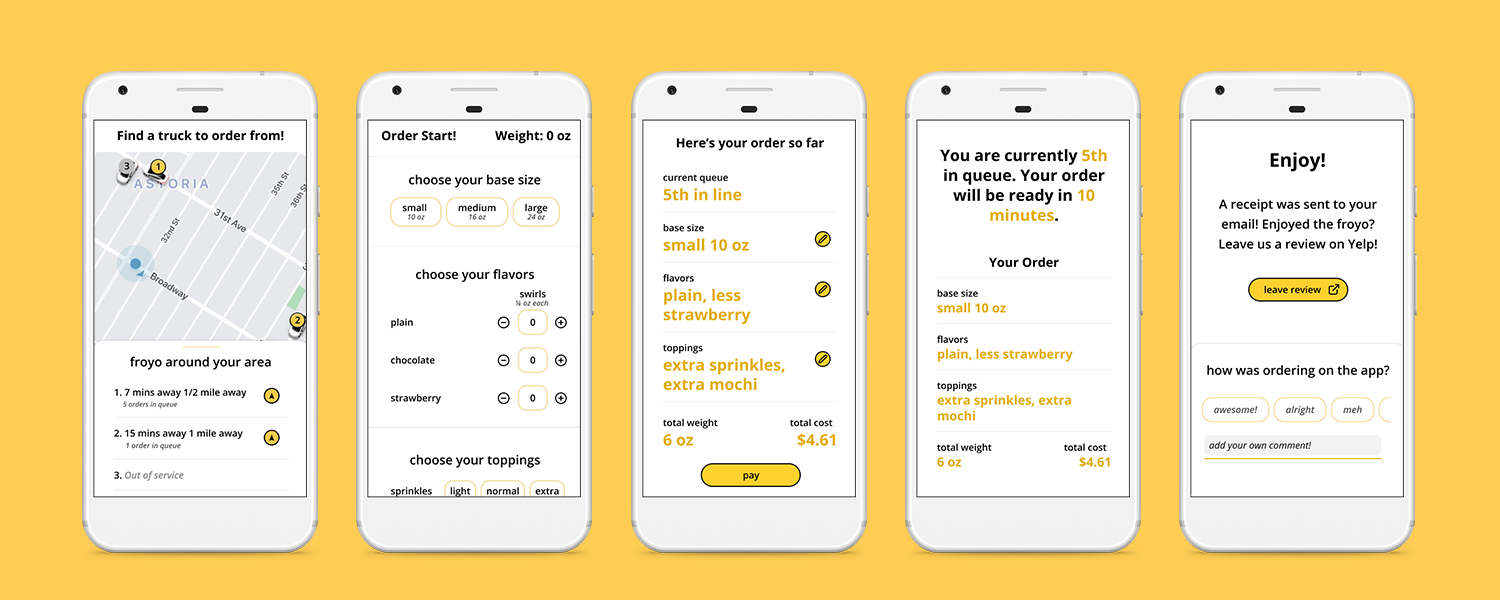 Find a truck to order from!
3
1
ASTORIA
35th St
36th St
31st Ave
32nd St
Broadway
2
froyo around your area
1. 7 mins away 1/2 mile away
5 orders in queue
2. 15 mins away 1 mile away
1 order in queue
3. Out of service
Order Start!
Weight: 0 oz
choose your base size
small
10 oz
medium
16 oz
large
24 oz
choose your flavors
swirls
¼ oz each
plain
0
chocolate
0
strawberry
0
choose your toppings
sprinkles
light
normal
extra
Here's your order so far
current queue
5th in line
base size
small 10 oz
flavors
plain, less
strawberry
toppings
extra sprinkles,
extra mochi
total weight
total cost
6 oz
$4.61
pay
You are currently 5th
in queue. Your order
will be ready in 10
minutes.
Your Order
base size
small 10 oz
flavors
plain, less strawberry
toppings
extra sprinkles, extra
mochi
total weight
total cost
6 oz
$4.61
Enjoy!
A receipt was sent to your
email! Enjoyed the froyo?
Leave us a review on Yelp!
leave review
how was ordering on the app?
awesome!
alright
meh
add your own comment!